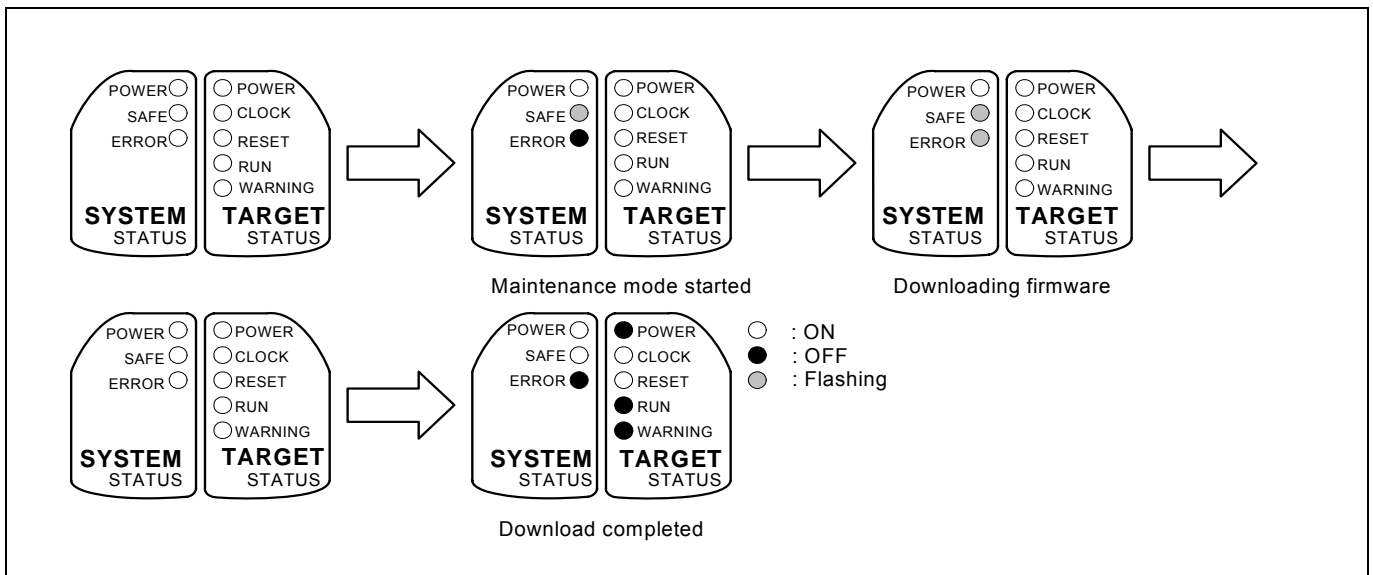 POWER
SAFE
ERROR
SYSTEM
STATUS
POWER
CLOCK
RESET
RUN
WARNING
TARGET
STATUS
POWER
SAFE
ERROR
SYSTEM
STATUS
POWER
CLOCK
RESET
RUN
WARNING
TARGET
STATUS
Maintenance mode started
POWER
SAFE
ERROR
SYSTEM
STATUS
POWER
CLOCK
RESET
RUN
WARNING
TARGET
STATUS
Downloading firmware
POWER
SAFE
ERROR
SYSTEM
STATUS
POWER
CLOCK
RESET
RUN
WARNING
TARGET
STATUS
POWER
SAFE
ERROR
SYSTEM
STATUS
POWER
CLOCK
RESET
RUN
WARNING
TARGET
STATUS
Download completed
: ON
: OFF
: Flashing